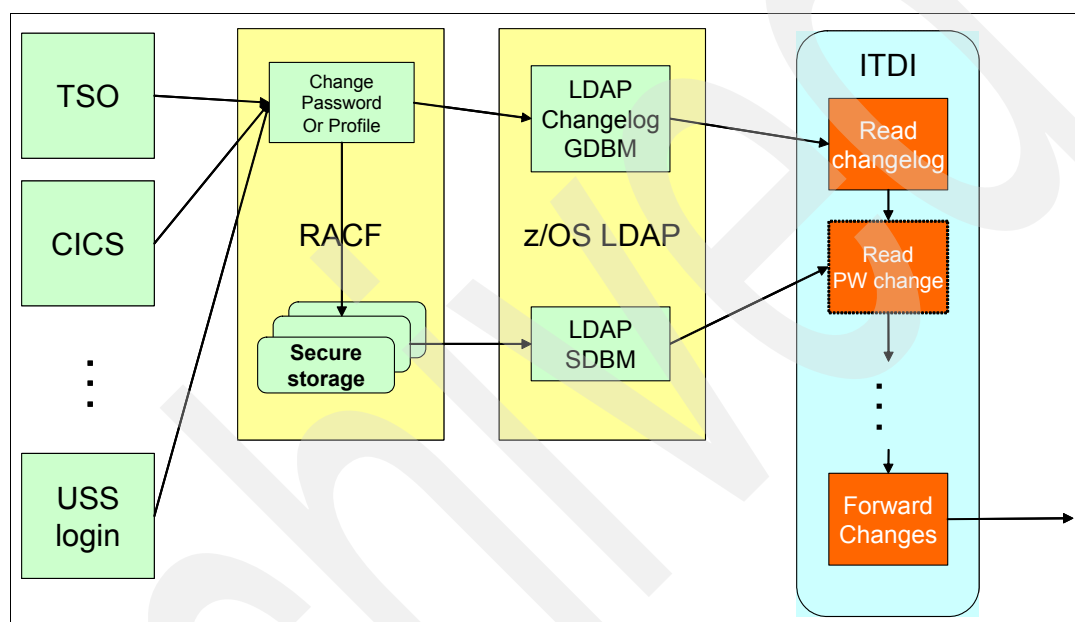 TSO
CICS
USS
login
Change
Password
Or Profile
RACF
Secure
storage
LDAP
Changelog
GDBM
z/OS LDAP
LDAP
SDBM
ITDI
Read
changelog
Read
PW change
Forward
Changes